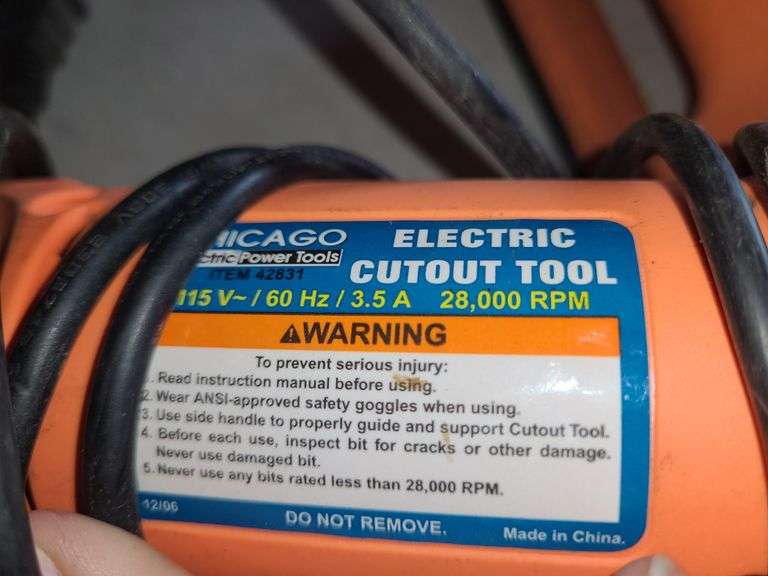 HICAGO
ctric Power Tools
ITEM 42831
ELECTRIC
CUTOUT TOOL
115 V~ / 60 Hz / 3.5 A 28,000 RPM
⚠WARNING
To prevent serious injury:
1. Read instruction manual before using.
2. Wear ANSI-approved safety goggles when using.
3. Use side handle to properly guide and support Cutout Tool.
4. Before each use, inspect bit for cracks or other damage.
Never use damaged bit.
5. Never use any bits rated less than 28,000 RPM.
12/06
DO NOT REMOVE.
Made in China.